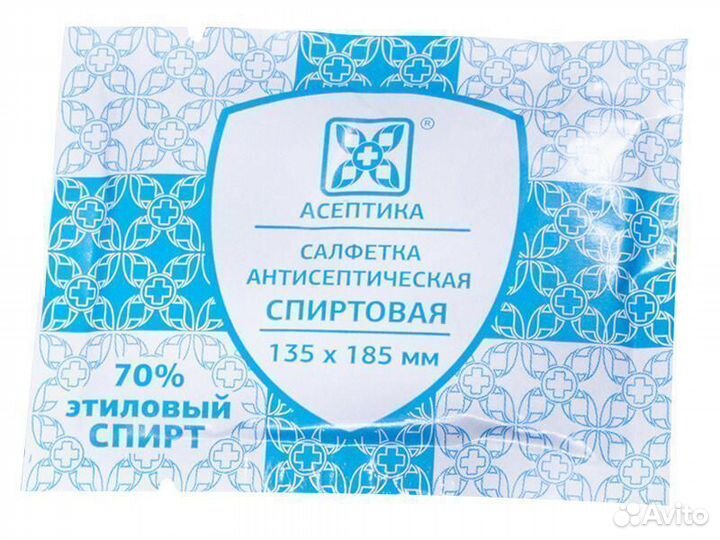 ®
АСЕПТИКА
САЛФЕТКА
АНТИСЕПТИЧЕСКАЯ
СПИРТОВАЯ
135 х 185 мм
70%
этиловый
СПИРТ
Avito